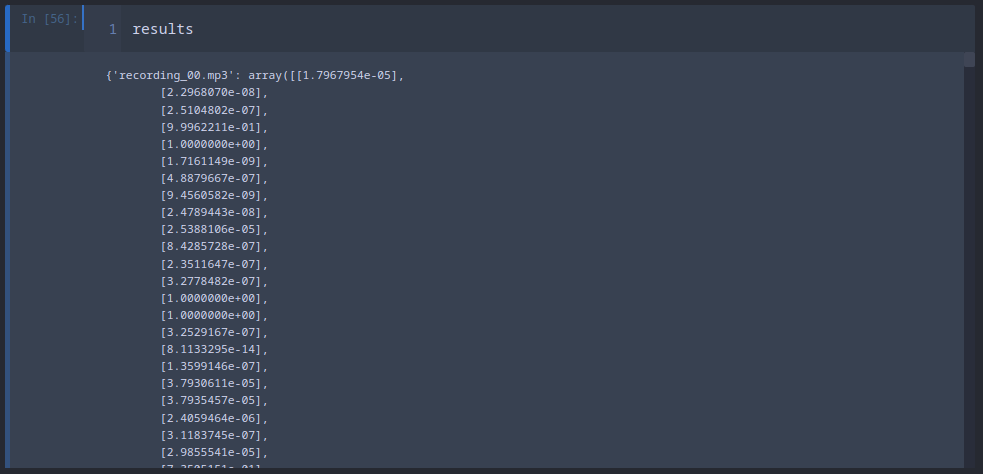 In [56]:
1 results
{'recording_00.mp3': array([[1.7967954e-05],
[2.2968070e-08],
[2.5104802e-07],
[9.9962211e-01],
[1.0000000e+00],
[1.7161149e-09],
[4.8879667e-07],
[9.4560582e-09],
[2.4789443e-08],
[2.5388106e-05],
[8.4285728e-07],
[2.3511647e-07],
[3.2778482e-07],
[1.0000000e+00],
[1.0000000e+00],
[3.2529167e-07],
[8.1133295e-14],
[1.3599146e-07],
[3.7930611e-05],
[3.7935457e-05],
[2.4059464e-06],
[3.1183745e-07],
[2.9855541e-05],